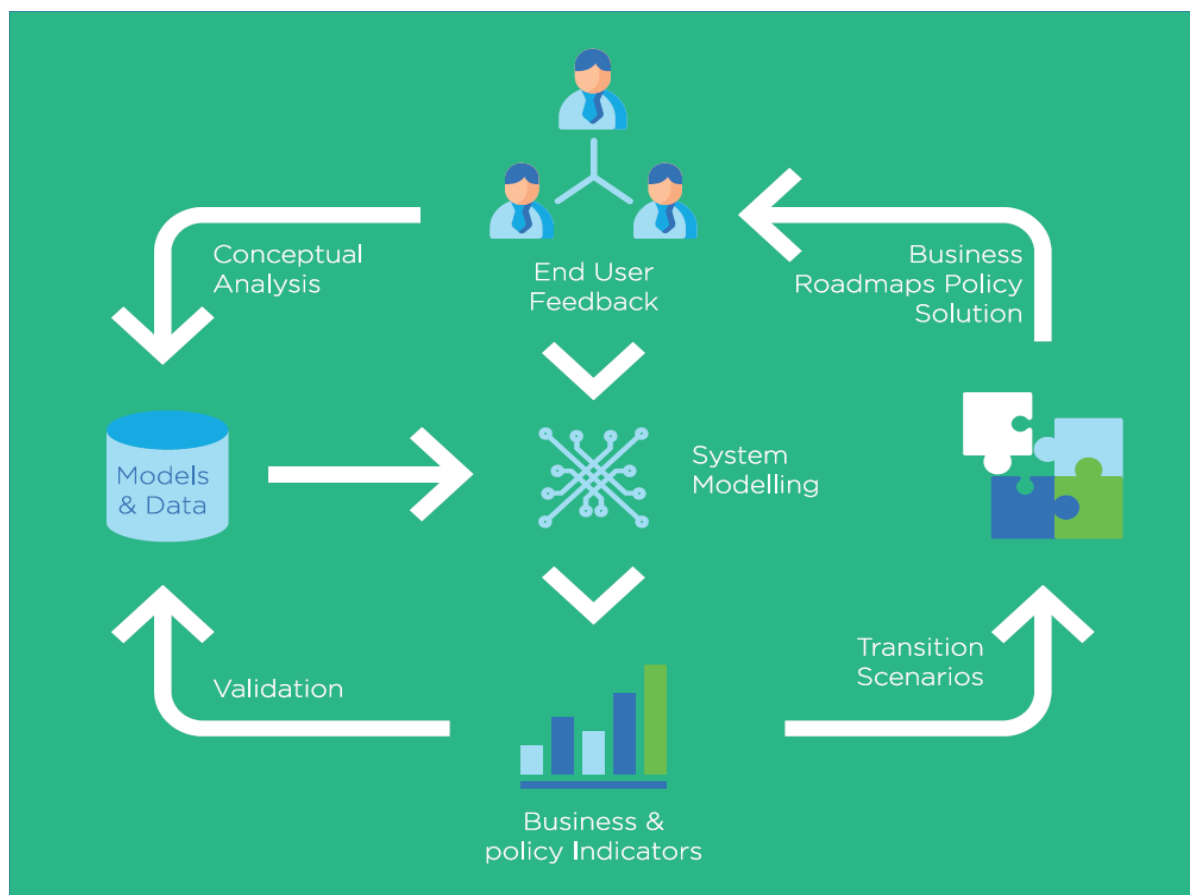 End User
Feedback
Conceptual
Analysis
Business
Roadmaps Policy
Solution
Models
& Data
System
Modelling
Validation
Transition
Scenarios
Business &
policy Indicators